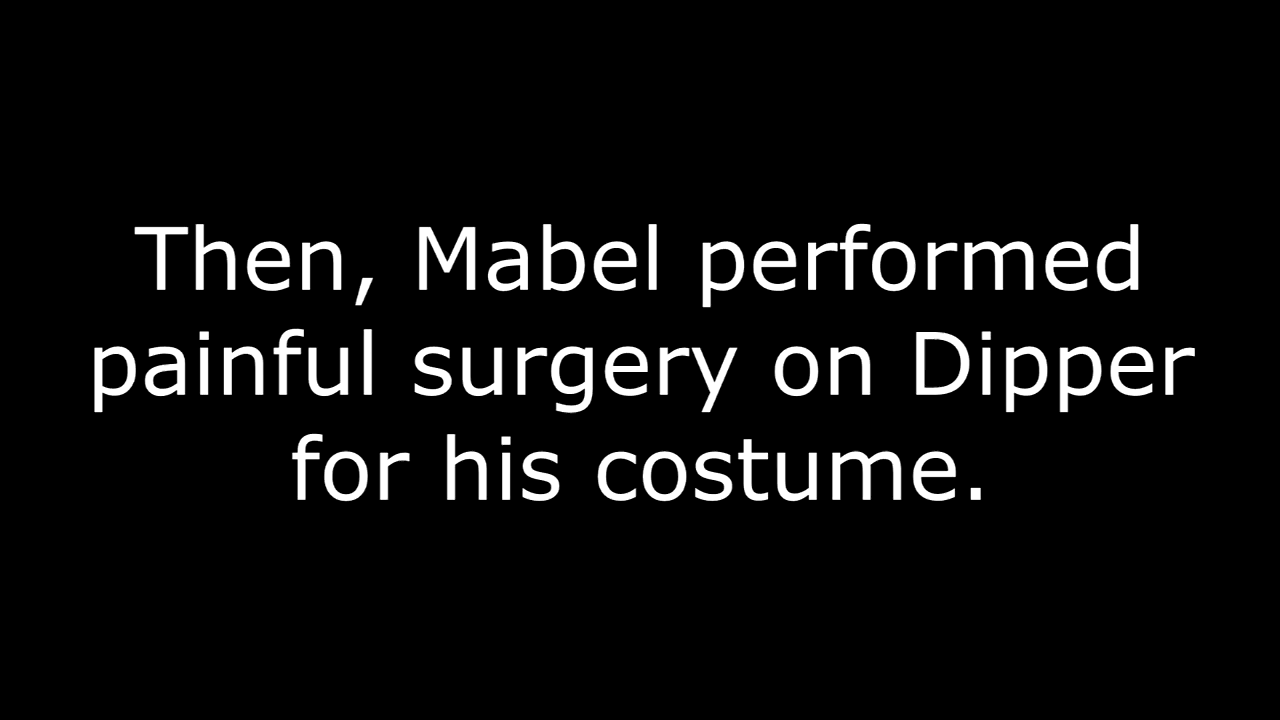 Then, Mabel performed
painful surgery on Dipper
for his costume.